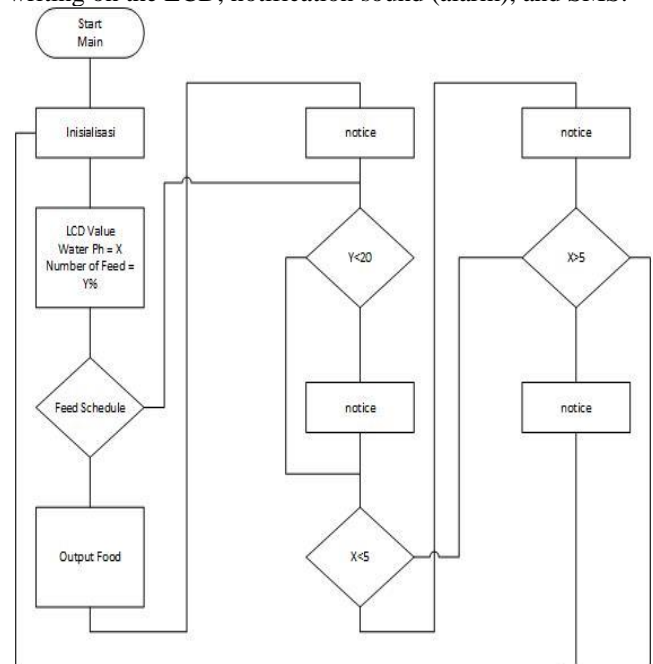 writing on the LCD, notification sound (alarm), and SMS.
Start
Main
Inisialisasi
LCD Value
Water Ph = X
Number of Feed =
Y%
Feed Schedule
Output Food
notice
Y<20
notice
X<5
notice
X>5
notice